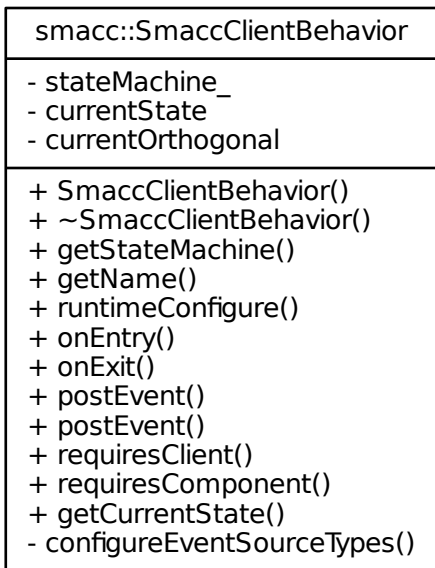 smacc::SmaccClientBehavior
- stateMachine_
- currentState
- currentOrthogonal
+ SmaccClientBehavior()
+ ~SmaccClientBehavior()
+ getStateMachine()
+ getName()
+ runtimeConfigure()
+ onEntry()
+ onExit()
+ postEvent()
+ postEvent()
+ requiresClient()
+ requiresComponent()
+ getCurrentState()
- configureEventSourceTypes()